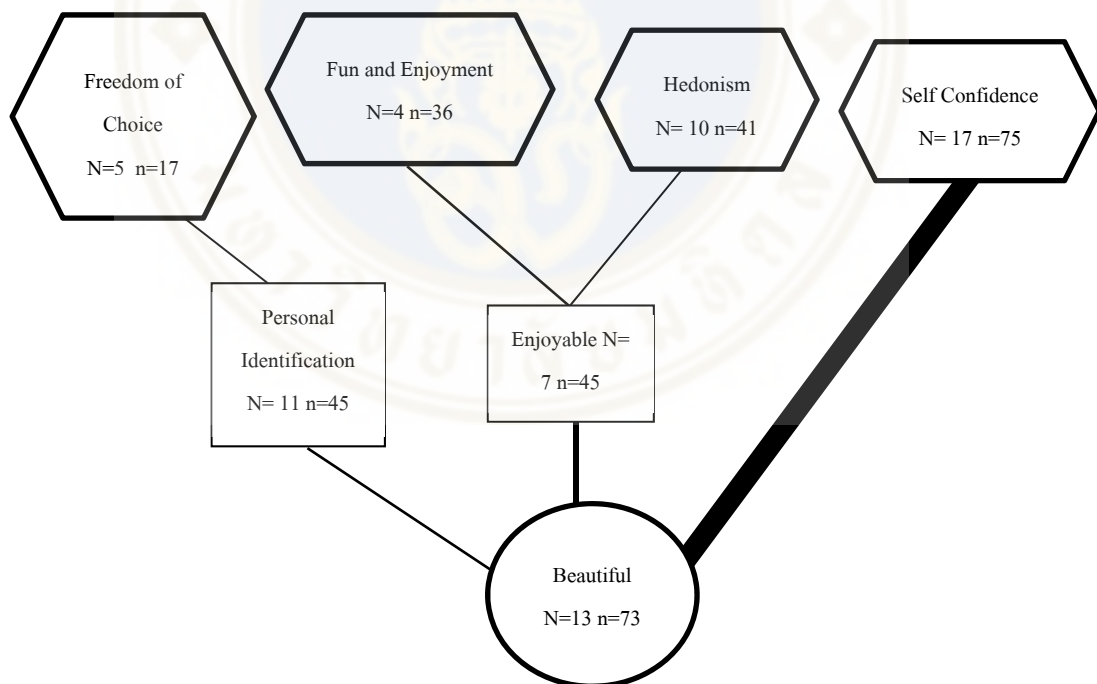 Freedom of
Choice
N=5 n=17
Fun and Enjoyment
N=4 n=36
Hedonism
N= 10 n=41
Self Confidence
N= 17 n=75
Personal
Identification
N= 11 n=45
Enjoyable N=
7 n=45
Beautiful
N=13 n=73